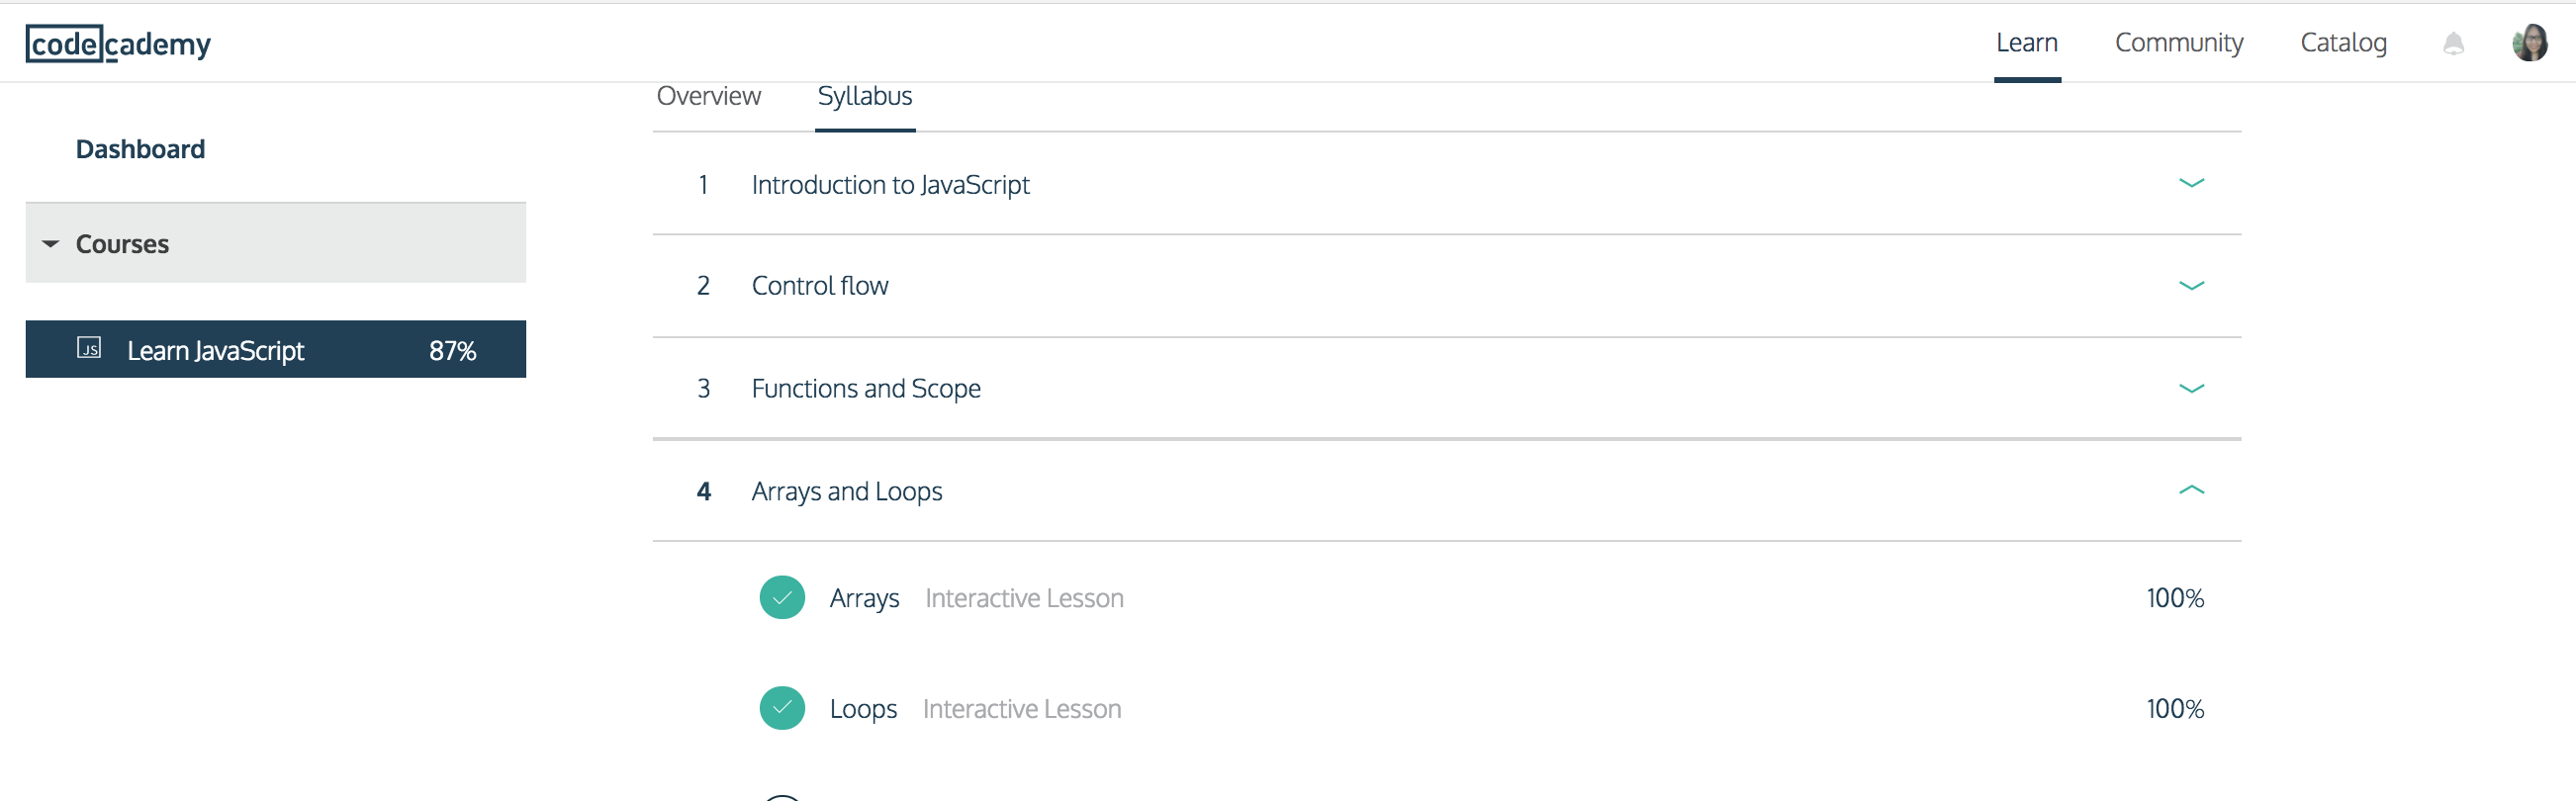 codecademy
Learn Community Catalog
Overview Syllabus
Dashboard
Courses
JS Learn JavaScript 87%
1 Introduction to JavaScript
2 Control flow
3 Functions and Scope
4 Arrays and Loops
Arrays Interactive Lesson 100%
Loops Interactive Lesson 100%